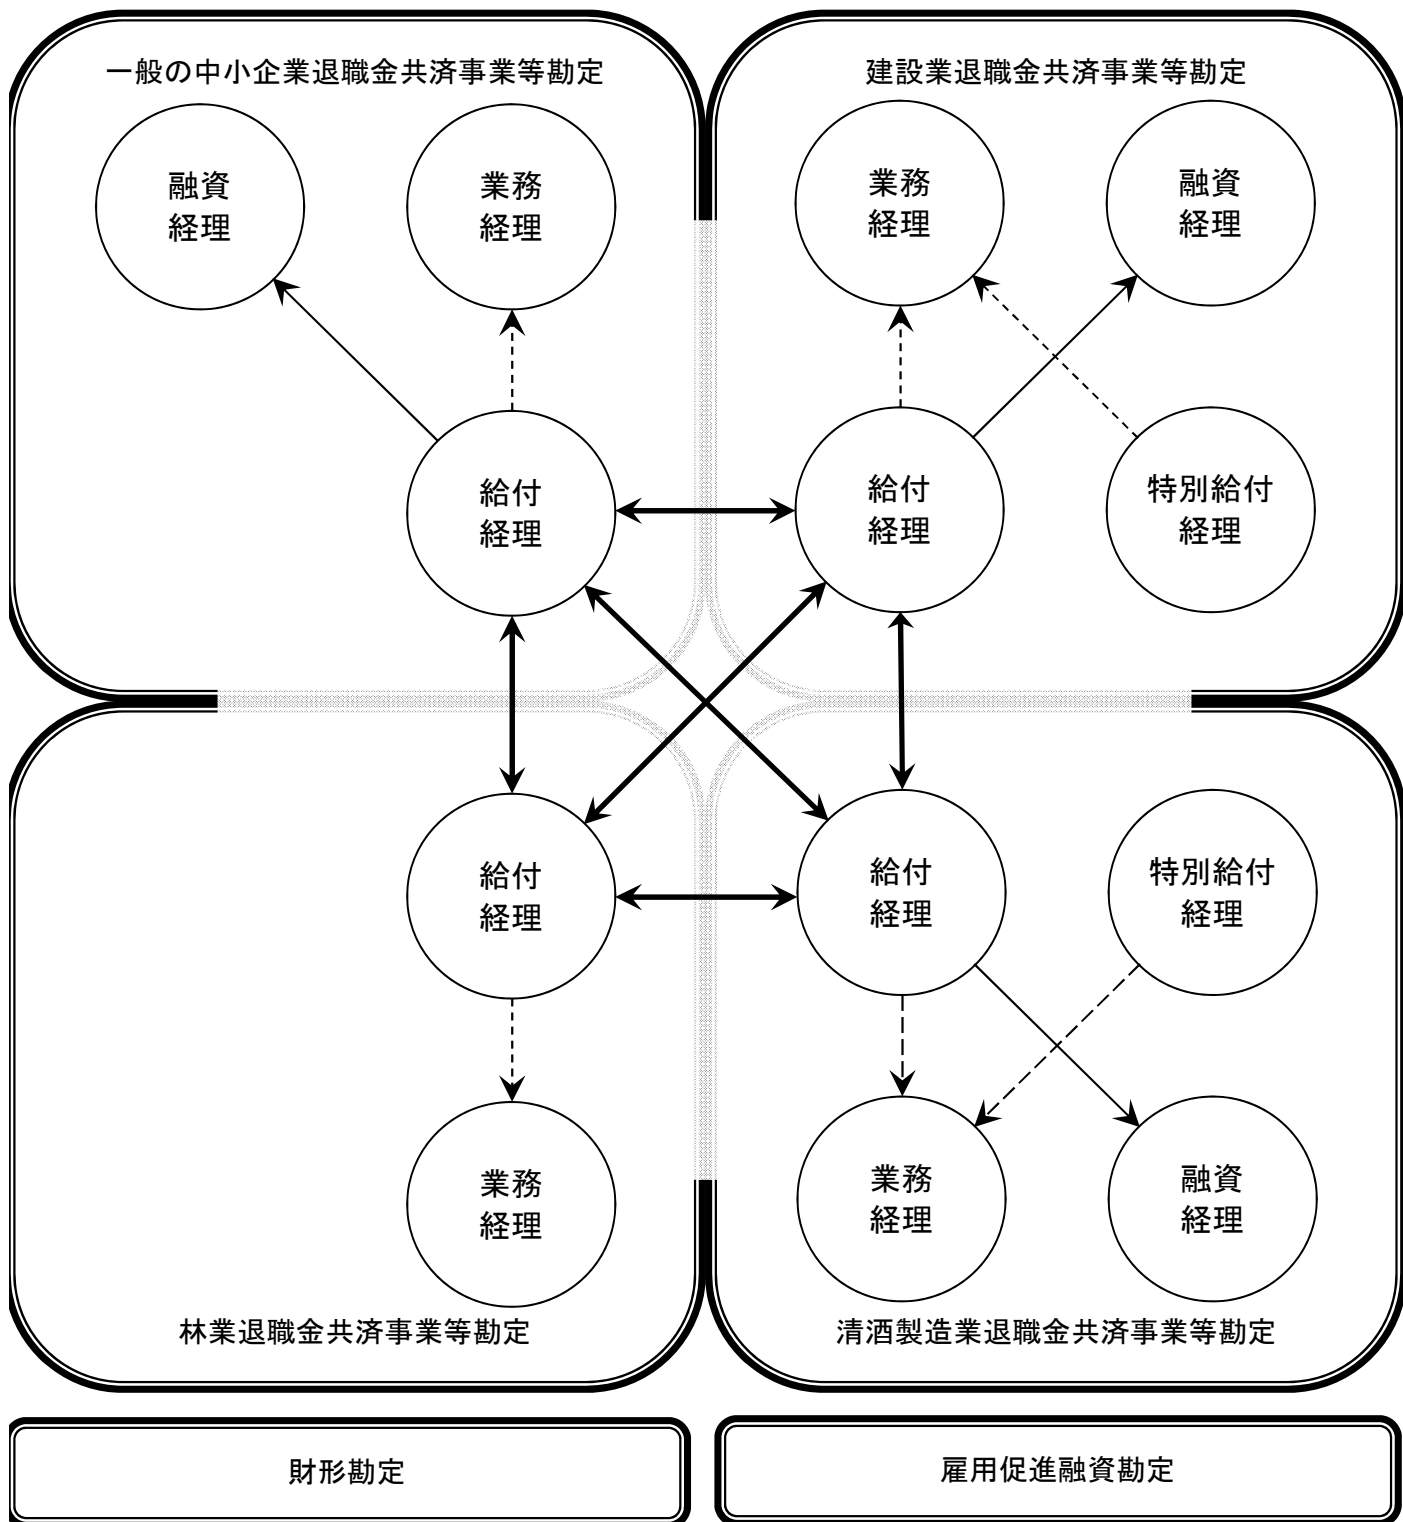 一般の中小企業退職金共済事業等勘定
融資
経理
業務
経理
給付
経理
建設業退職金共済事業等勘定
業務
経理
融資
経理
給付
経理
特別給付
経理
給付
経理
業務
経理
林業退職金共済事業等勘定
給付
経理
特別給付
経理
業務
経理
融資
経理
清酒製造業退職金共済事業等勘定
財形勘定
雇用促進融資勘定